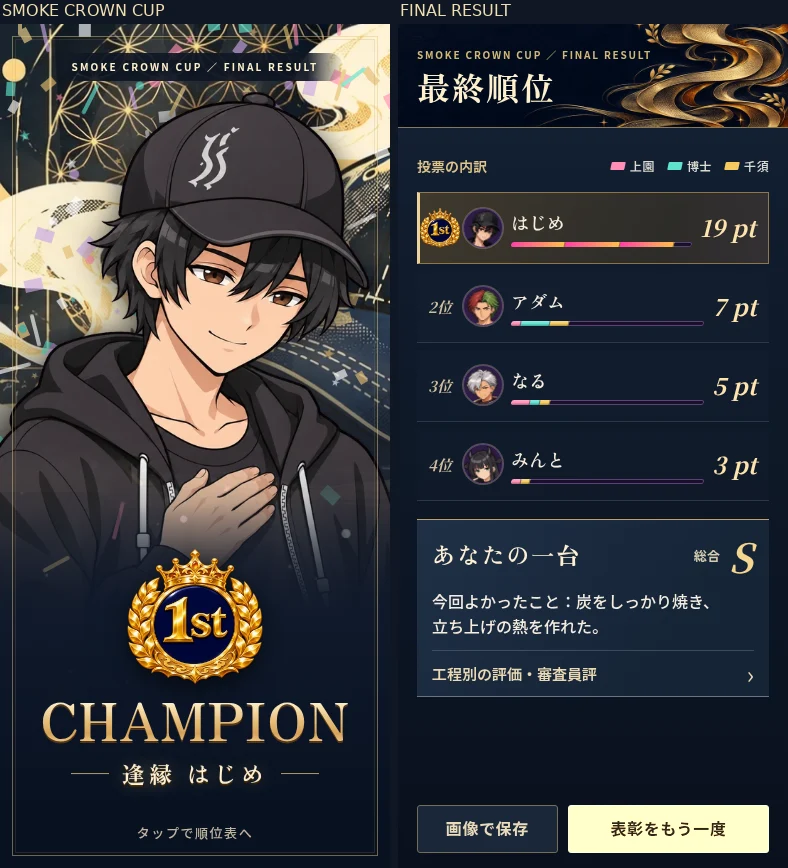 SMOKE CROWN CUP
SMOKE CROWN CUP ／ FINAL RESULT
1st
CHAMPION
逢縁 はじめ
タップで順位表へ
FINAL RESULT
SMOKE CROWN CUP ／ FINAL RESULT
最終順位
投票の内訳 上園 博士 千須
1st はじめ 19 pt
2位 アダム 7 pt
3位 なる 5 pt
4位 みんと 3 pt
あなたの一台 総合 S
今回よかったこと：炭をしっかり焼き、
立ち上げの熱を作れた。
工程別の評価・審査員評 ›
画像で保存 表彰をもう一度